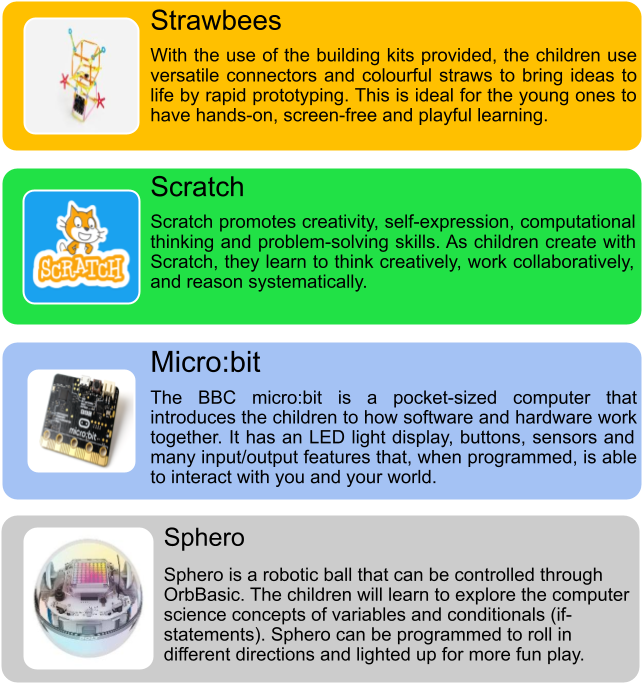 Strawbees
With the use of the building kits provided, the children use
versatile connectors and colourful straws to bring ideas to
life by rapid prototyping. This is ideal for the young ones to
have hands-on, screen-free and playful learning.
Scratch
Scratch promotes creativity, self-expression, computational
thinking and problem-solving skills. As children create with
Scratch, they learn to think creatively, work collaboratively,
and reason systematically.
SCRATCH
Micro:bit
The BBC micro:bit is a pocket-sized computer that
introduces the children to how software and hardware work
together. It has an LED light display, buttons, sensors and
many input/output features that, when programmed, is able
to interact with you and your world.
micro:bit
Sphero
Sphero is a robotic ball that can be controlled through
OrbBasic. The children will learn to explore the computer
science concepts of variables and conditionals (if-
statements). Sphero can be programmed to roll in
different directions and lighted up for more fun play.